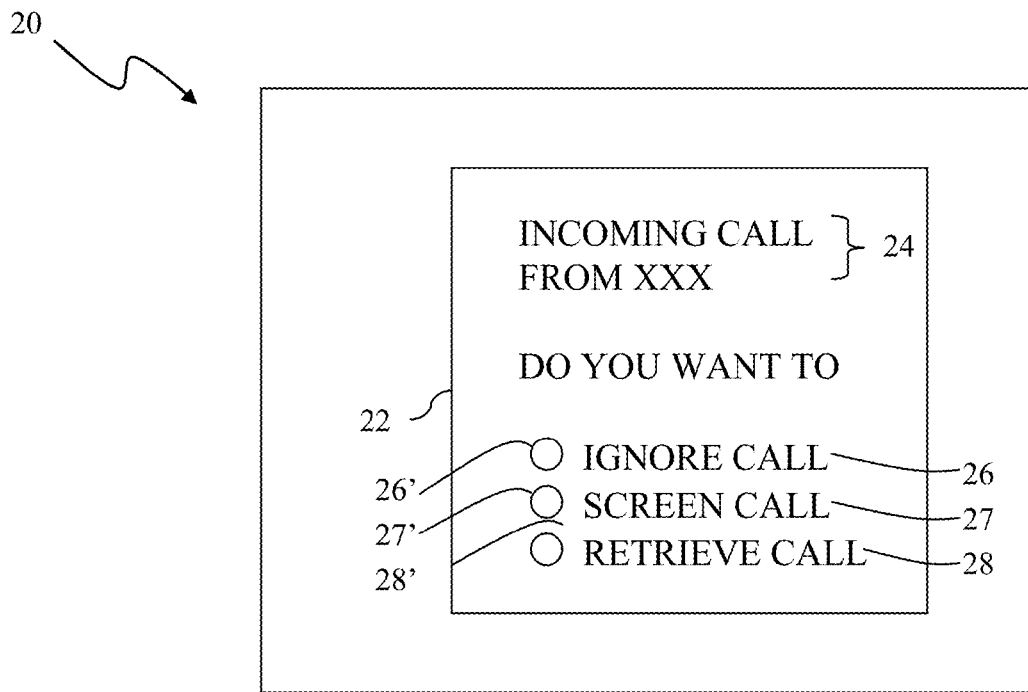 20
INCOMING CALL
FROM XXX
24
DO YOU WANT TO
22
26’ IGNORE CALL 26
27’ SCREEN CALL 27
28’ RETRIEVE CALL 28